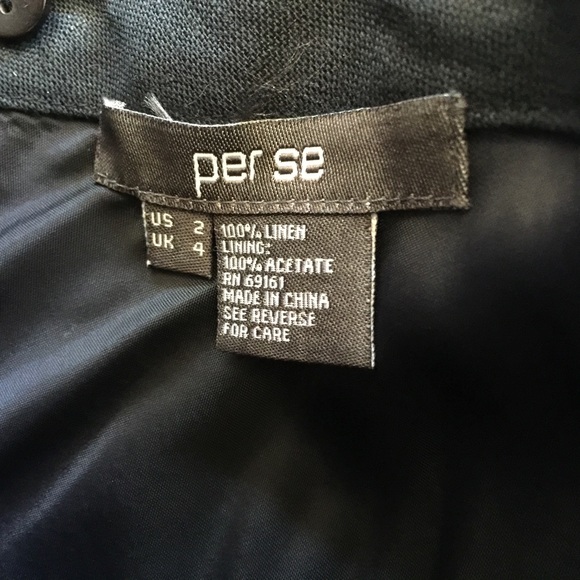 per se
US 2
UK 4
100% LINEN
LINING:
100% ACETATE
RN 69161
MADE IN CHINA
SEE REVERSE
FOR CARE